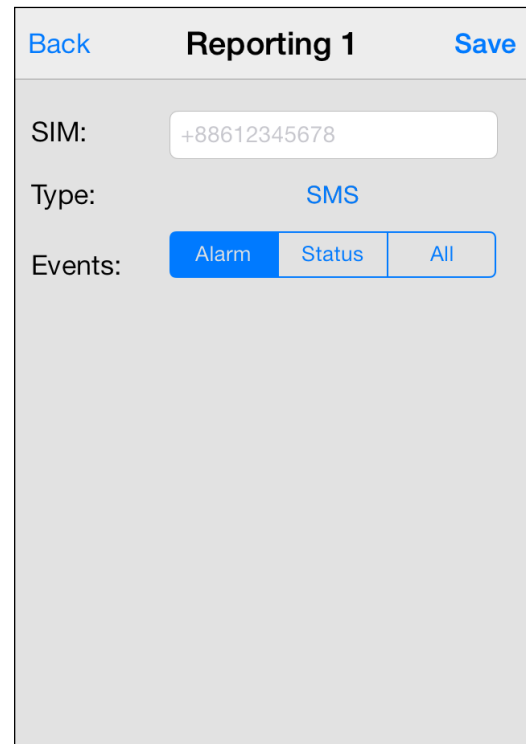 Back Reporting 1 Save
SIM: +88612345678
Type: SMS
Events: Alarm Status All